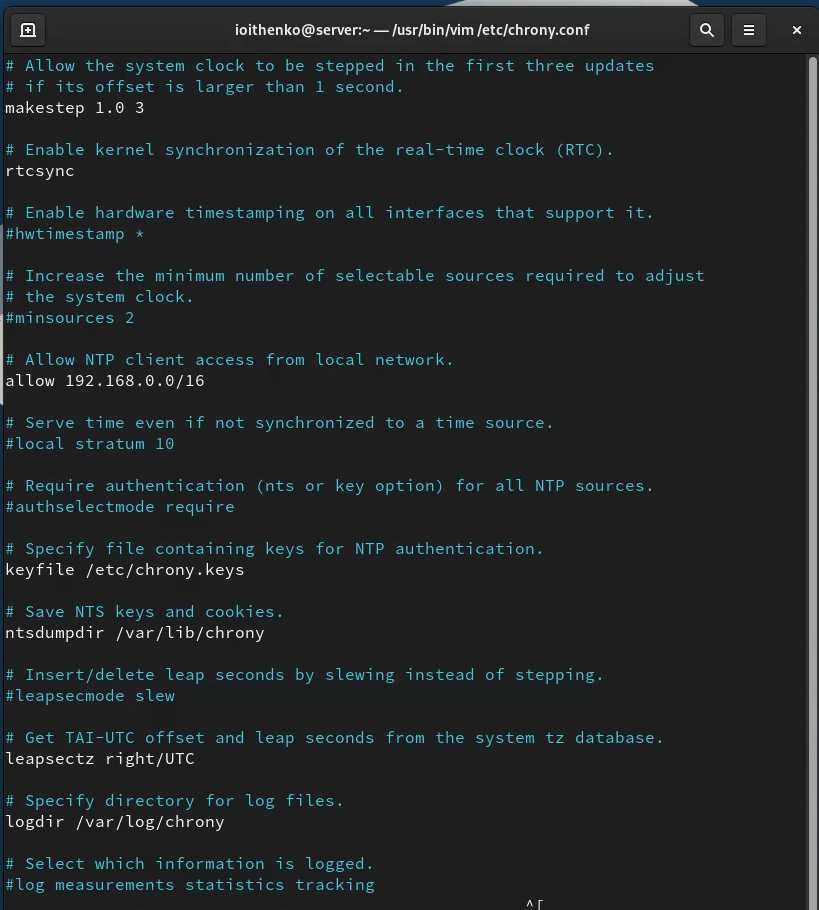 ioithenko@server:~ — /usr/bin/vim /etc/chrony.conf
# Allow the system clock to be stepped in the first three updates
# if its offset is larger than 1 second.
makestep 1.0 3
# Enable kernel synchronization of the real-time clock (RTC).
rtcsync
# Enable hardware timestamping on all interfaces that support it.
#hwtimestamp *
# Increase the minimum number of selectable sources required to adjust
# the system clock.
#minsources 2
# Allow NTP client access from local network.
allow 192.168.0.0/16
# Serve time even if not synchronized to a time source.
#local stratum 10
# Require authentication (nts or key option) for all NTP sources.
#authselectmode require
# Specify file containing keys for NTP authentication.
keyfile /etc/chrony.keys
# Save NTS keys and cookies.
ntsdumpdir /var/lib/chrony
# Insert/delete leap seconds by slewing instead of stepping.
#leapsecmode slew
# Get TAI-UTC offset and leap seconds from the system tz database.
leapsectz right/UTC
# Specify directory for log files.
logdir /var/log/chrony
# Select which information is logged.
#log measurements statistics tracking
^[